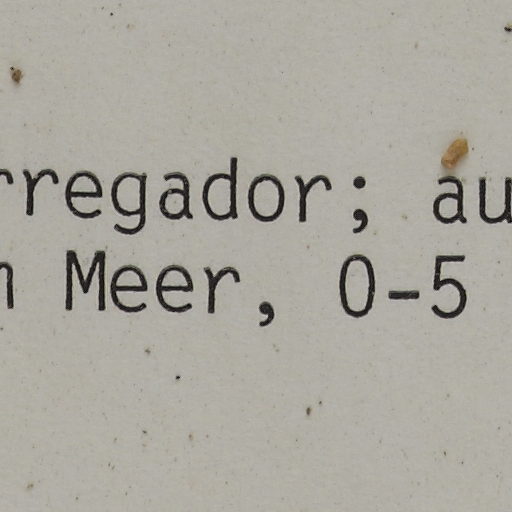 rregador; au
n Meer, 0-5